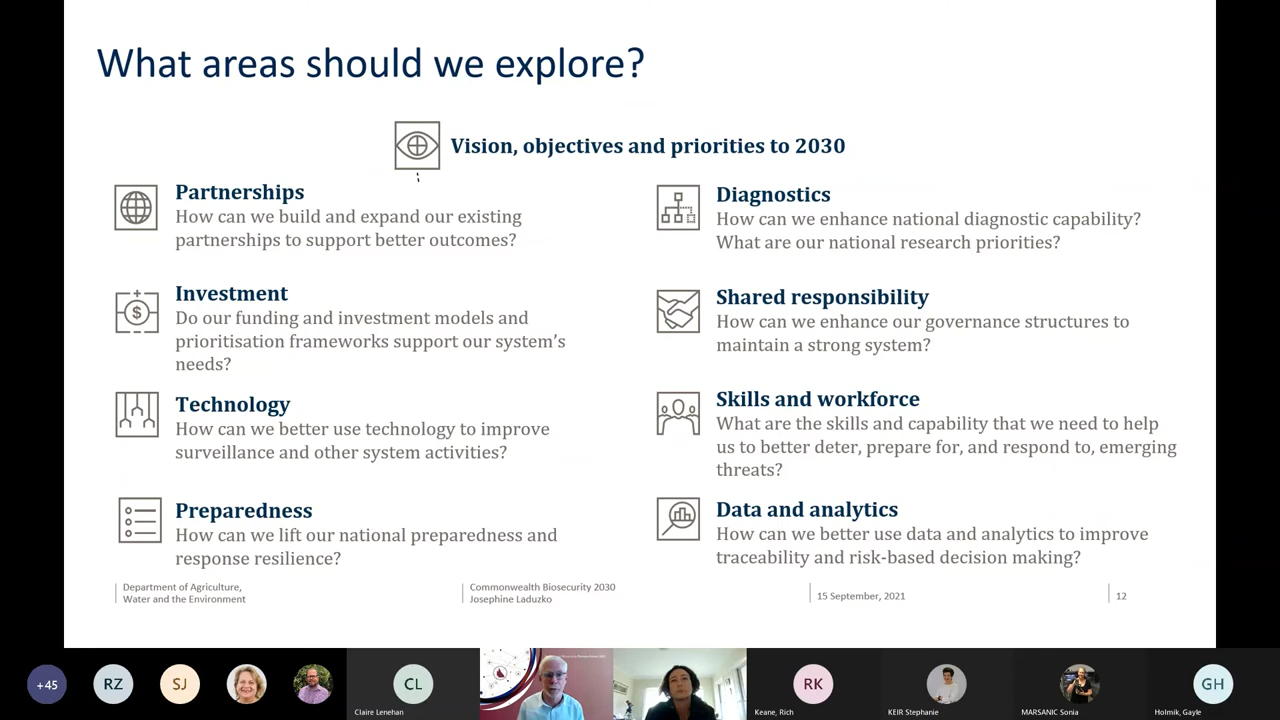 What areas should we explore?
Vision, objectives and priorities to 2030
Partnerships
How can we build and expand our existing
partnerships to support better outcomes?
Investment
Do our funding and investment models and
prioritisation frameworks support our system's
needs?
Technology
How can we better use technology to improve
surveillance and other system activities?
Preparedness
How can we lift our national preparedness and
response resilience?
Diagnostics
How can we enhance national diagnostic capability?
What are our national research priorities?
Shared responsibility
How can we enhance our governance structures to
maintain a strong system?
Skills and workforce
What are the skills and capability that we need to help
us to better deter, prepare for, and respond to, emerging
threats?
Data and analytics
How can we better use data and analytics to improve
traceability and risk-based decision making?
Department of Agriculture,
Water and the Environment
Commonwealth Biosecurity 2030
Josephine Laduzko
15 September, 2021
12
+45
RZ
SJ
CL
Claire Lenehan
RK
Keane, Rich
KEIR Stephanie
MARSANIC Sonia
GH
Holmik, Gayle